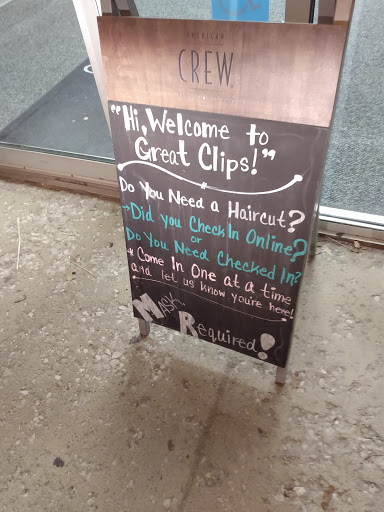 AMERICAN
CREW
"Hi, Welcome to
Great Clips!"
Do You Need a Haircut?
Did you Check In Online?
or
Do You Need Checked In?
* Come In One at a time
and let us know you're here!
Mask
Required!